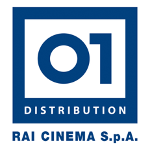 01
DISTRIBUTION
RAI CINEMA S.p.A.